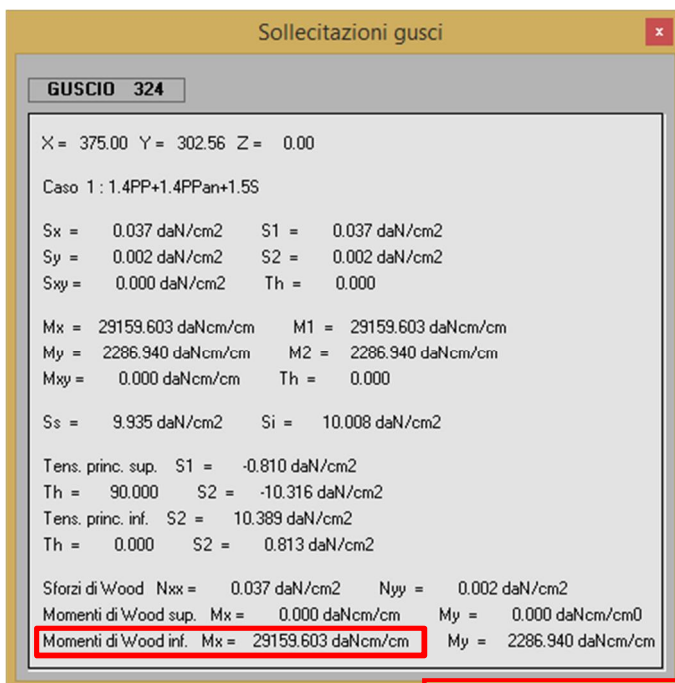 Sollecitazioni gusci
x
GUSCIO 324
X = 375.00 Y = 302.56 Z = 0.00
Caso 1 : 1.4PP+1.4PPan+1.5S
Sx = 0.037 daN/cm2 S1 = 0.037 daN/cm2
Sy = 0.002 daN/cm2 S2 = 0.002 daN/cm2
Sxy = 0.000 daN/cm2 Th = 0.000
Mx = 29159.603 daNcm/cm M1 = 29159.603 daNcm/cm
My = 2286.940 daNcm/cm M2 = 2286.940 daNcm/cm
Mxy = 0.000 daNcm/cm Th = 0.000
Ss = 9.935 daN/cm2 Si = 10.008 daN/cm2
Tens. princ. sup. S1 = -0.810 daN/cm2
Th = 90.000 S2 = -10.316 daN/cm2
Tens. princ. inf. S2 = 10.389 daN/cm2
Th = 0.000 S2 = 0.813 daN/cm2
Sforzi di Wood Nxx = 0.037 daN/cm2 Nyy = 0.002 daN/cm2
Momenti di Wood sup. Mx = 0.000 daNcm/cm My = 0.000 daNcm/cm0
Momenti di Wood inf. Mx = 29159.603 daNcm/cm My = 2286.940 daNcm/cm